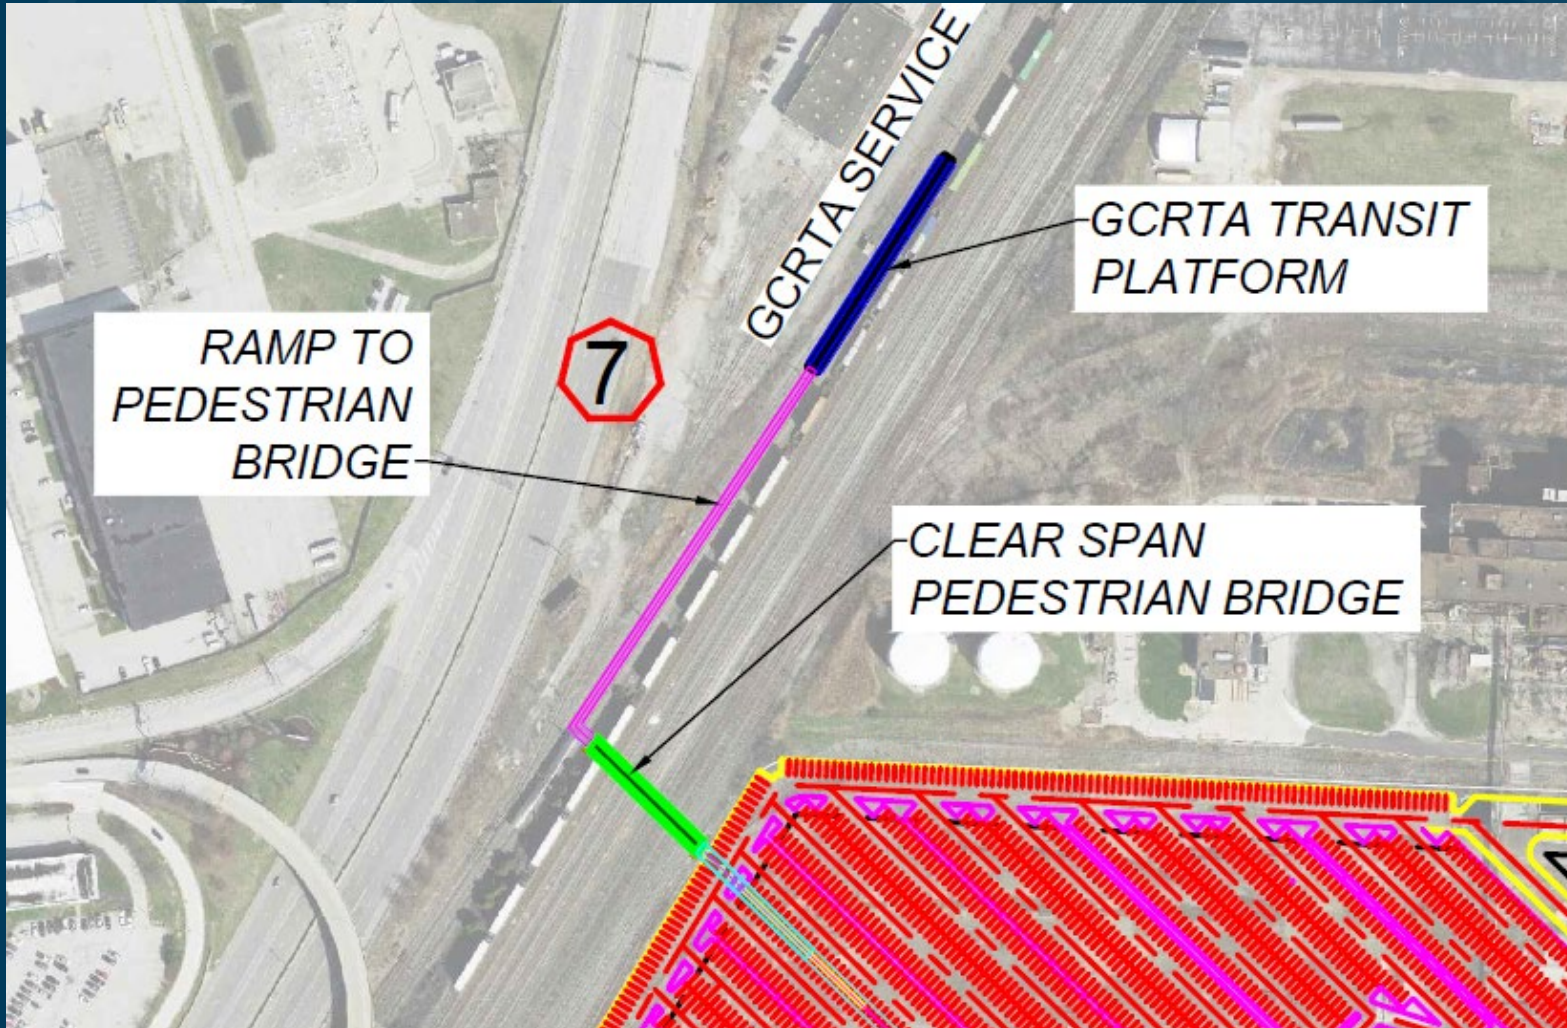 GCRTA SERVICE
GCRTA TRANSIT
PLATFORM
RAMP TO
PEDESTRIAN
BRIDGE
7
CLEAR SPAN
PEDESTRIAN BRIDGE